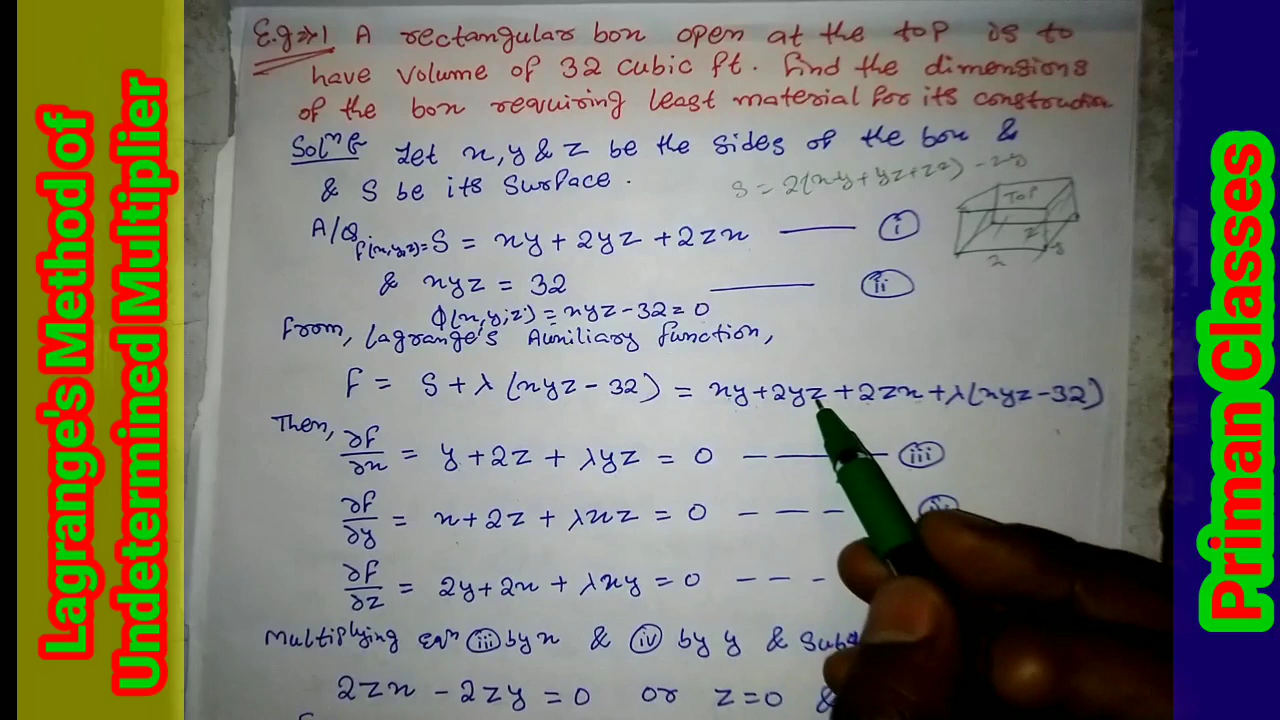 Lagrange's Method of
Undetermined Multiplier
E.g⇒1 A rectangular box open at the top is to
have volume of 32 cubic ft. Find the dimensions
of the box requiring least material for its construction
Solⁿ: Let x, y & z be the sides of the box &
& S be its surface.
S = 2(xy+yz+zx) - xy
TOP
z
x
A/Q f(x,y,z)= S = xy + 2yz + 2zx —— (i)
& xyz = 32 —— (ii)
ϕ(x,y,z) = xyz-32=0
From, Lagrange's Auxiliary function,
F = S + λ (xyz - 32) = xy+2yz+2zx+λ(xyz-32)
Then, ∂F/∂x = y + 2z + λyz = 0 —— (iii)
∂F/∂y = x + 2z + λxz = 0 - - -
∂F/∂z = 2y + 2x + λxy = 0 - - -
Multiplying eqⁿ (iii) by x & (iv) by y &
2zx - 2zy = 0 or z=0 &
Priman Classes